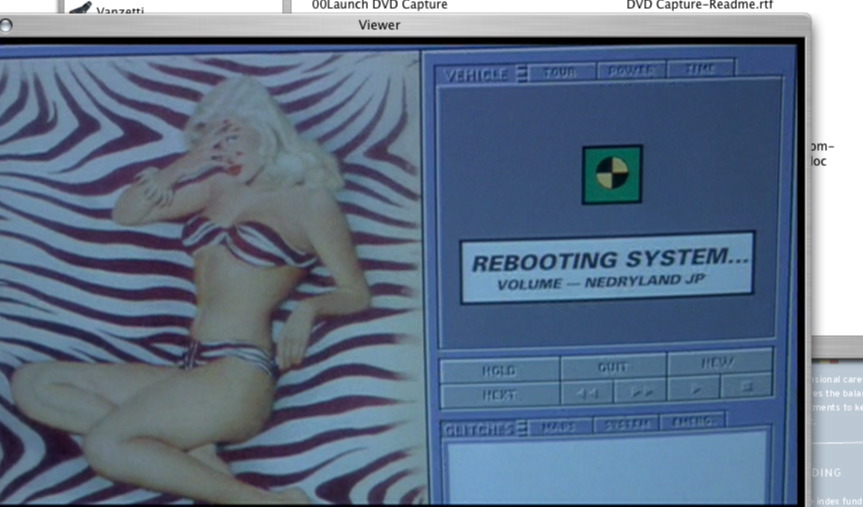 Vanzetti
00Launch DVD Capture
DVD Capture-Readme.rtf
Viewer
VEHICLE
TOUR
POWER
TIME
om-
loc
REBOOTING SYSTEM...
VOLUME — NEDRYLAND JP
HOLD
QUIT
NEW
NEXT
GLITCHES
MAPS
SYSTEM
EMERG.
sional care
es the bala
ments to ke
DING
index fund